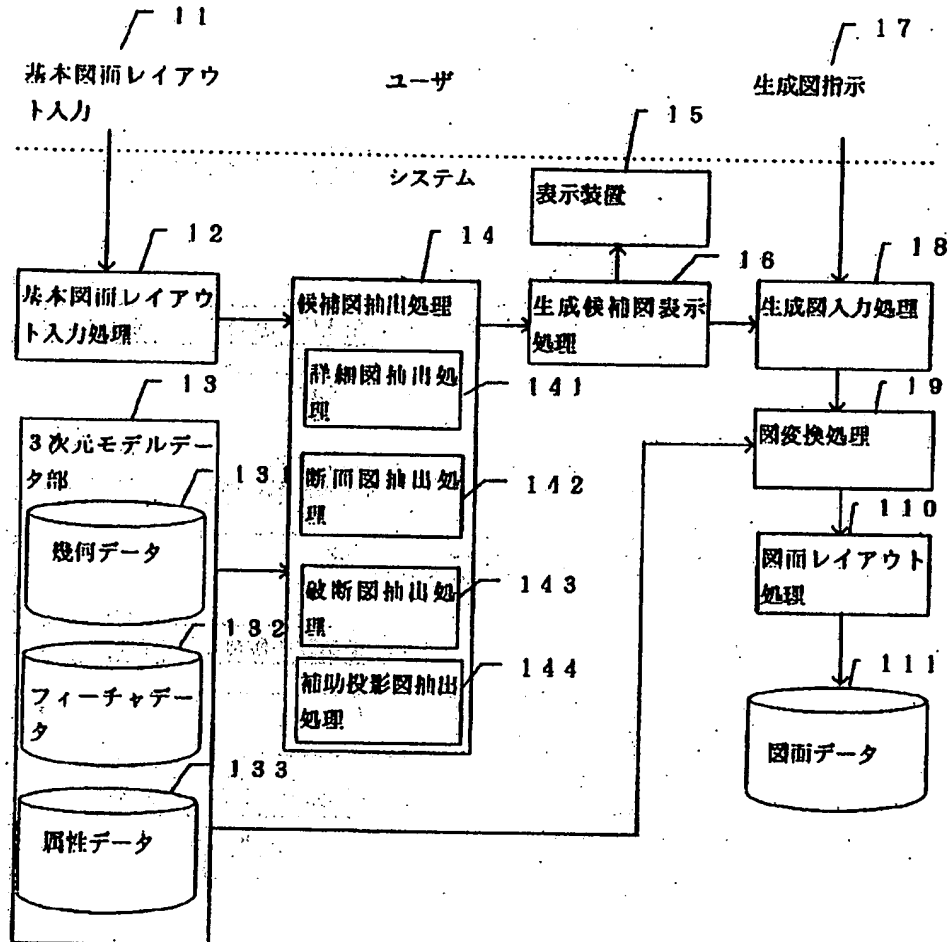 11
17
基本図面レイアウ
ト入力
ユーザ
生成図指示
15
システム
表示装置
12
14
16
18
基本図面レイアウ
ト入力処理
候補図抽出処理
生成候補図表示
処理
生成図入力処理
13
詳細図抽出処
理
141
19
3次元モデルデー
タ部
図変換処理
131
断面図抽出処
理
142
幾何データ
110
図面レイアウト
処理
破断図抽出処
理
143
132
144
111
フィーチャデー
タ
補助投影図抽出
処理
図面データ
133
属性データ